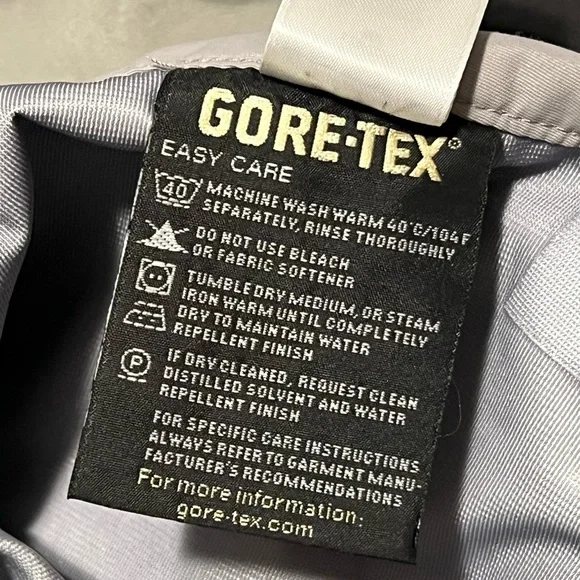 GORE-TEX®
EASY CARE
40 MACHINE WASH WARM 40°C/104F
SEPARATELY, RINSE THOROUGHLY
DO NOT USE BLEACH
OR FABRIC SOFTENER
TUMBLE DRY MEDIUM, OR STEAM
IRON WARM UNTIL COMPLETELY
DRY TO MAINTAIN WATER
REPELLENT FINISH
P IF DRY CLEANED, REQUEST CLEAN
DISTILLED SOLVENT AND WATER
REPELLENT FINISH
FOR SPECIFIC CARE INSTRUCTIONS
ALWAYS REFER TO GARMENT MANU-
FACTURER'S RECOMMENDATIONS
For more information:
gore-tex.com